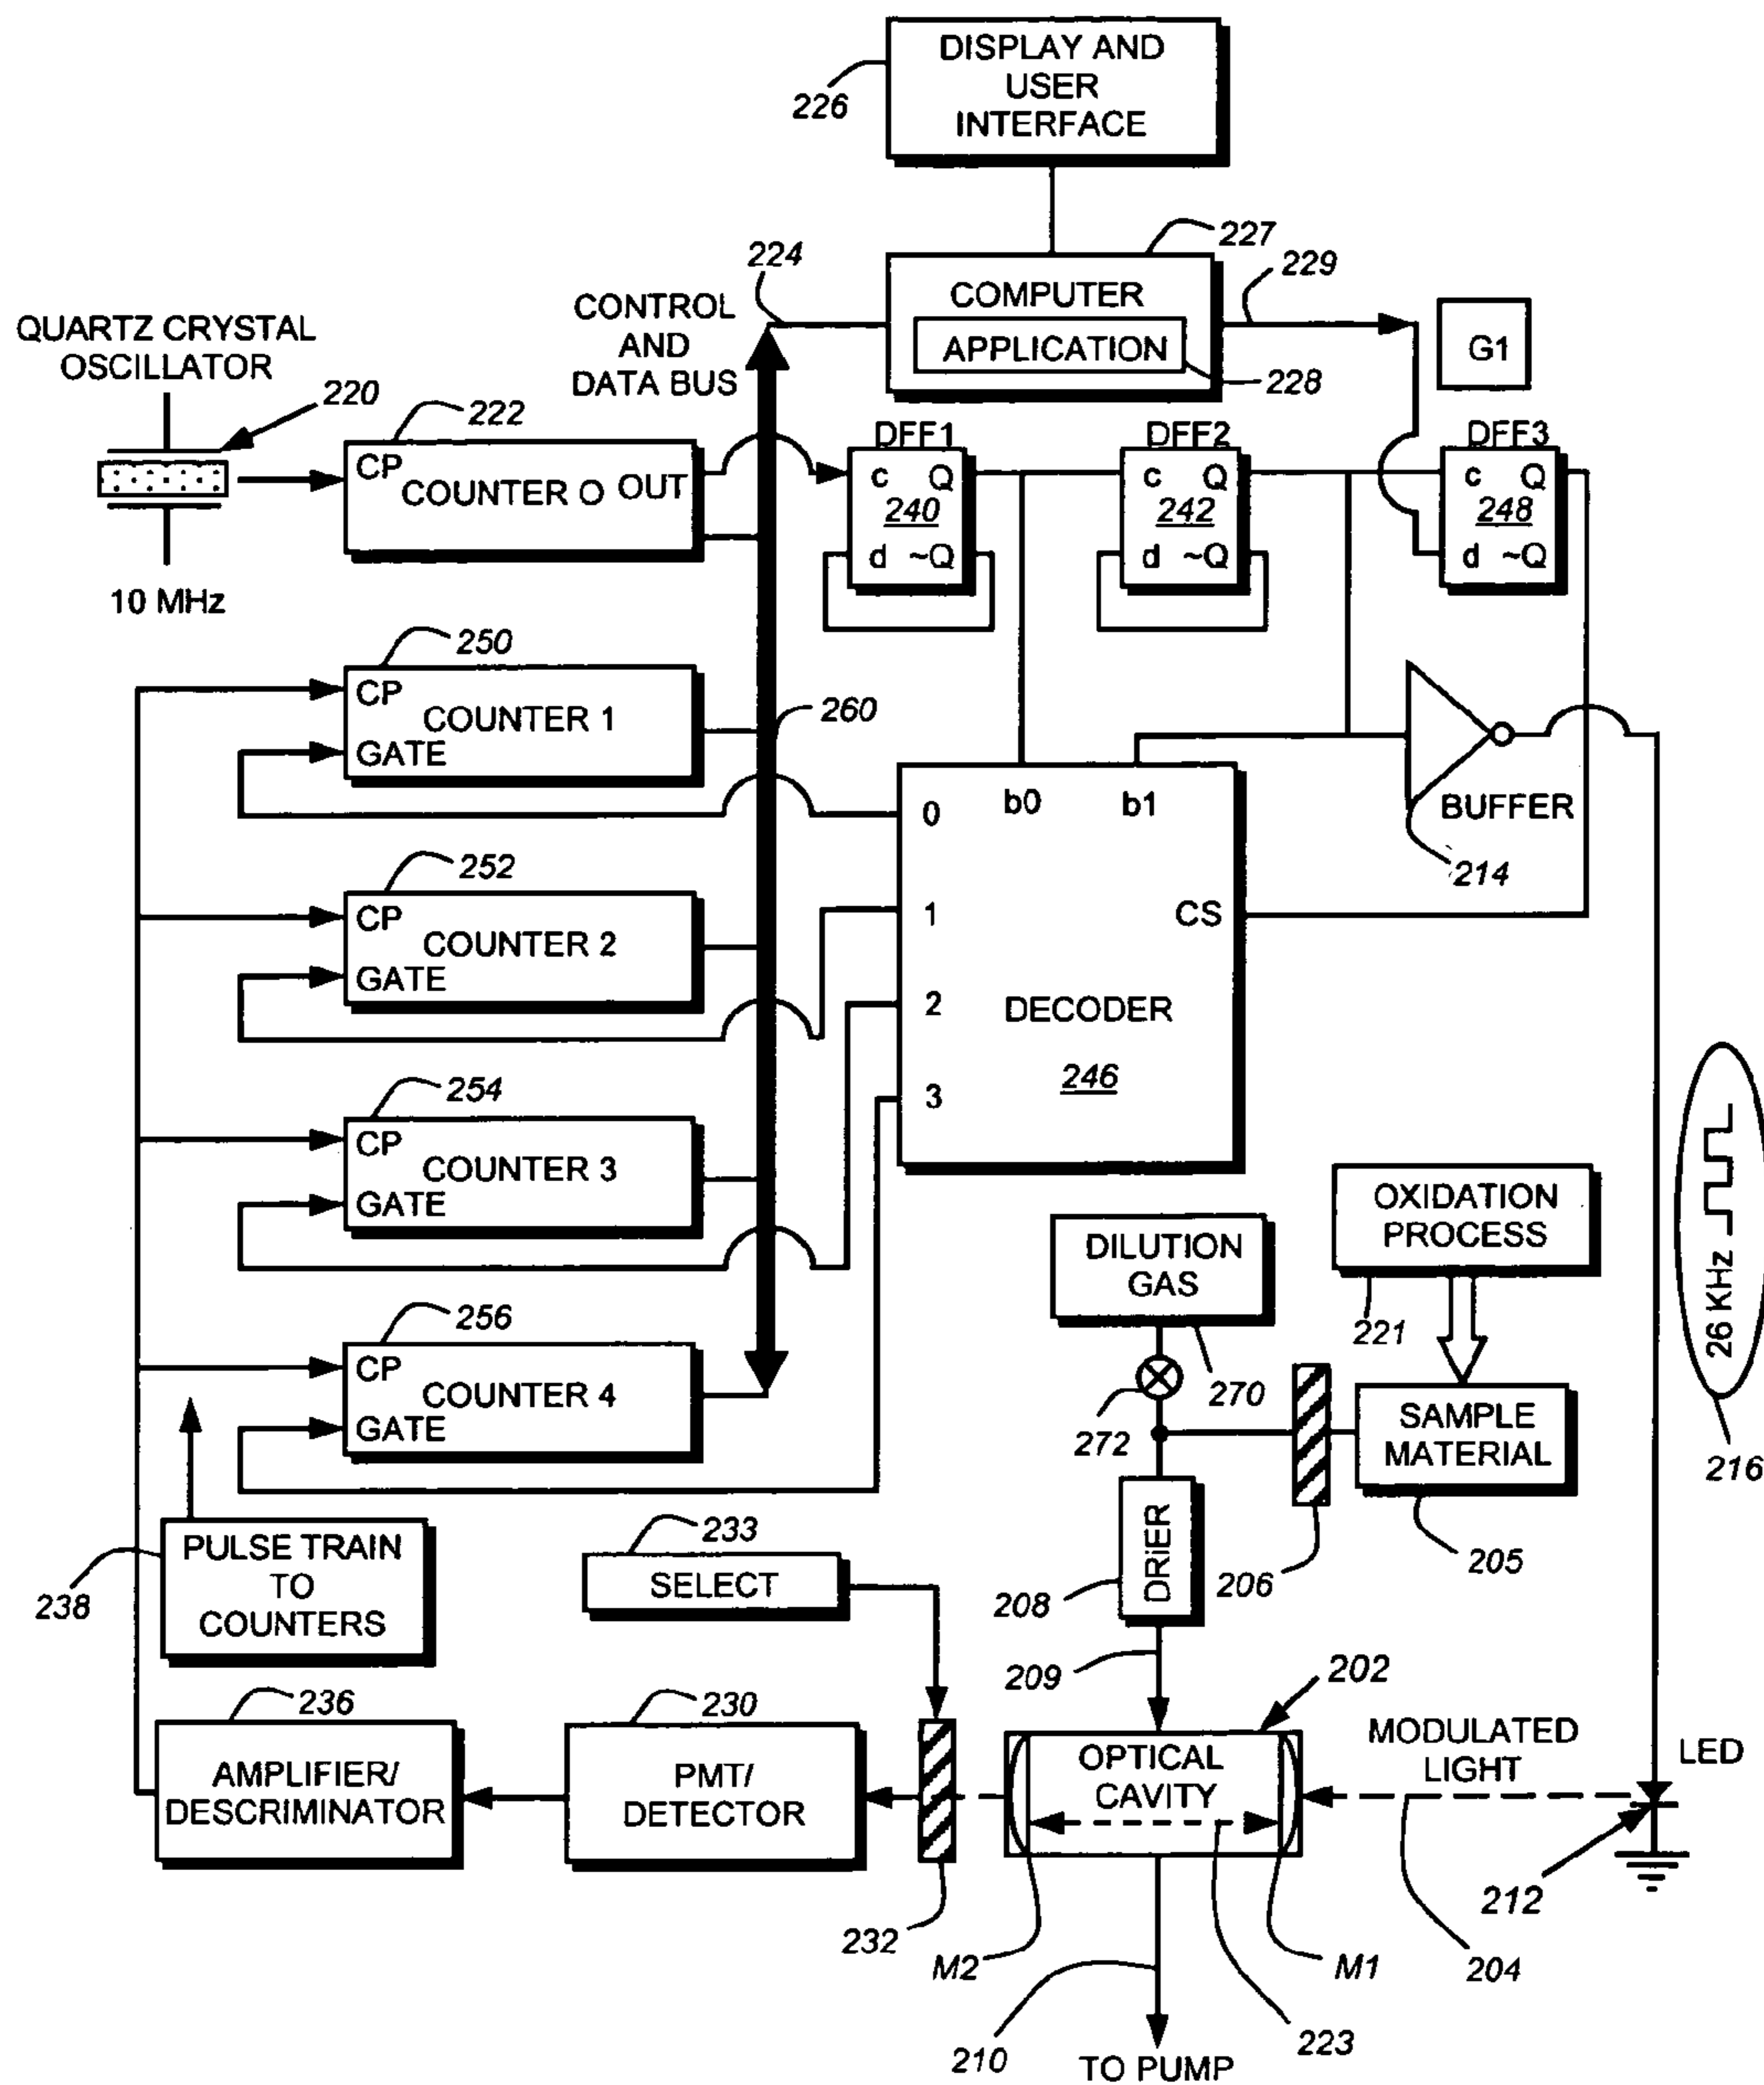 DISPLAY AND
USER
INTERFACE
226
227
224
229
COMPUTER
APPLICATION
228
G1
CONTROL
AND
DATA BUS
QUARTZ CRYSTAL
OSCILLATOR
220
10 MHz
222
CP
COUNTER O
OUT
DFF1
c Q
240
d ~Q
DFF2
c Q
242
d ~Q
DFF3
c Q
248
d ~Q
250
CP
COUNTER 1
GATE
260
252
CP
COUNTER 2
GATE
254
CP
COUNTER 3
GATE
256
CP
COUNTER 4
GATE
b0 b1
0
1
2
3
CS
DECODER
246
BUFFER
214
26 KHz
216
OXIDATION
PROCESS
221
DILUTION
GAS
270
272
SAMPLE
MATERIAL
205
206
DRiER
208
209
PULSE TRAIN
TO
COUNTERS
238
233
SELECT
236
AMPLIFIER/
DESCRIMINATOR
230
PMT/
DETECTOR
232
202
OPTICAL
CAVITY
M2
M1
223
MODULATED
LIGHT
204
LED
212
210
TO PUMP